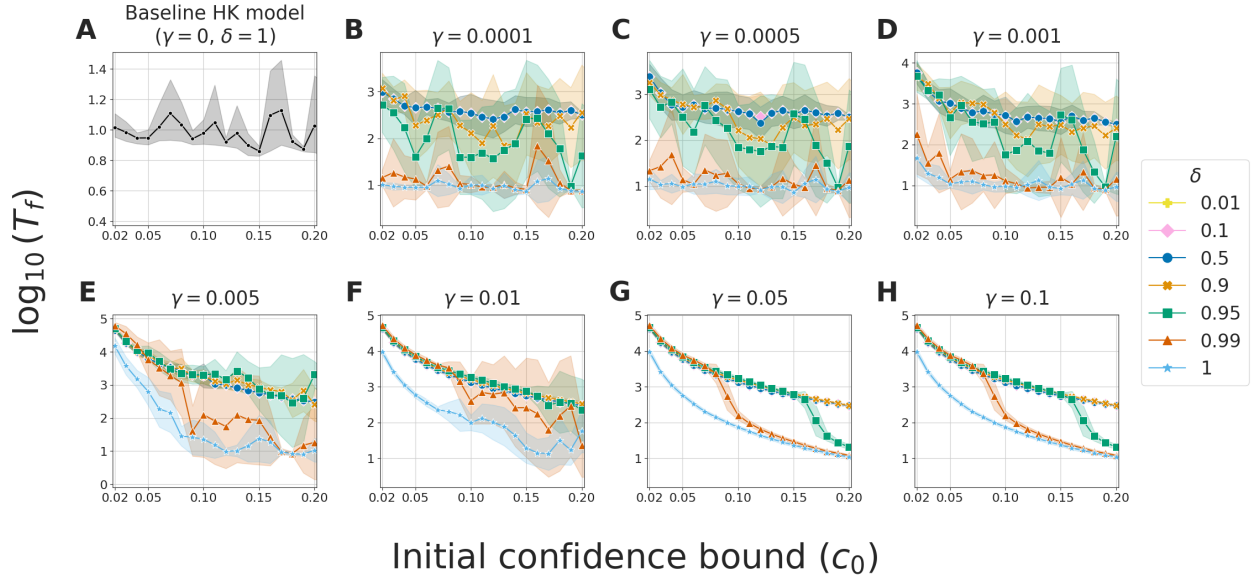 Baseline HK model
A (γ = 0, δ = 1)
B γ = 0.0001
C γ = 0.0005
D γ = 0.001
1.4
1.2
1.0
0.8
0.6
0.4
0.02 0.05 0.10 0.15 0.20
3
2
1
0.02 0.05 0.10 0.15 0.20
3
2
1
0.02 0.05 0.10 0.15 0.20
4
3
2
1
0.02 0.05 0.10 0.15 0.20
log₁₀(T_f)
E γ = 0.005
F γ = 0.01
G γ = 0.05
H γ = 0.1
5
4
3
2
1
0
0.02 0.05 0.10 0.15 0.20
5
4
3
2
1
0.02 0.05 0.10 0.15 0.20
5
4
3
2
1
0.02 0.05 0.10 0.15 0.20
5
4
3
2
1
0.02 0.05 0.10 0.15 0.20
δ
0.01
0.1
0.5
0.9
0.95
0.99
1
Initial confidence bound (c₀)